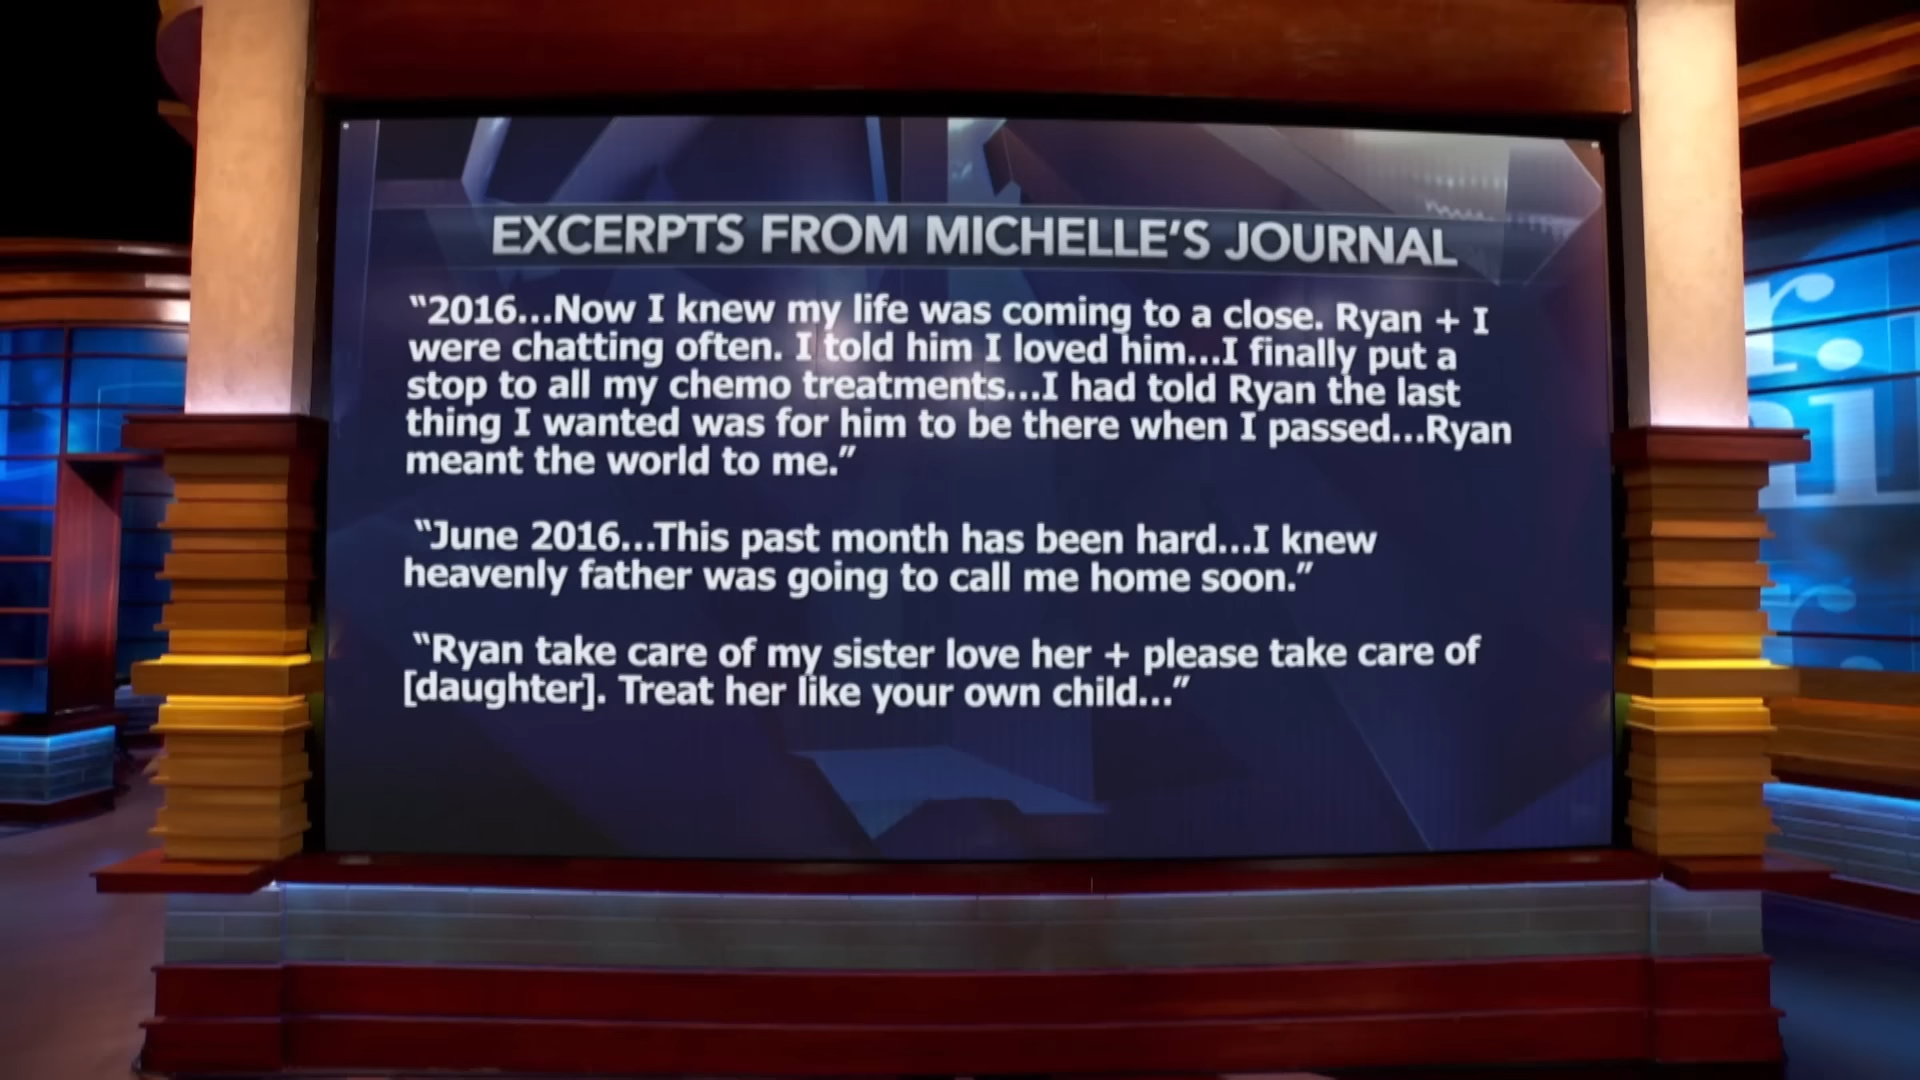 EXCERPTS FROM MICHELLE'S JOURNAL
“2016...Now I knew my life was coming to a close. Ryan + I
were chatting often. I told him I loved him...I finally put a
stop to all my chemo treatments...I had told Ryan the last
thing I wanted was for him to be there when I passed...Ryan
meant the world to me.”
“June 2016...This past month has been hard...I knew
heavenly father was going to call me home soon.”
“Ryan take care of my sister love her + please take care of
[daughter]. Treat her like your own child...”
r.
il
r.